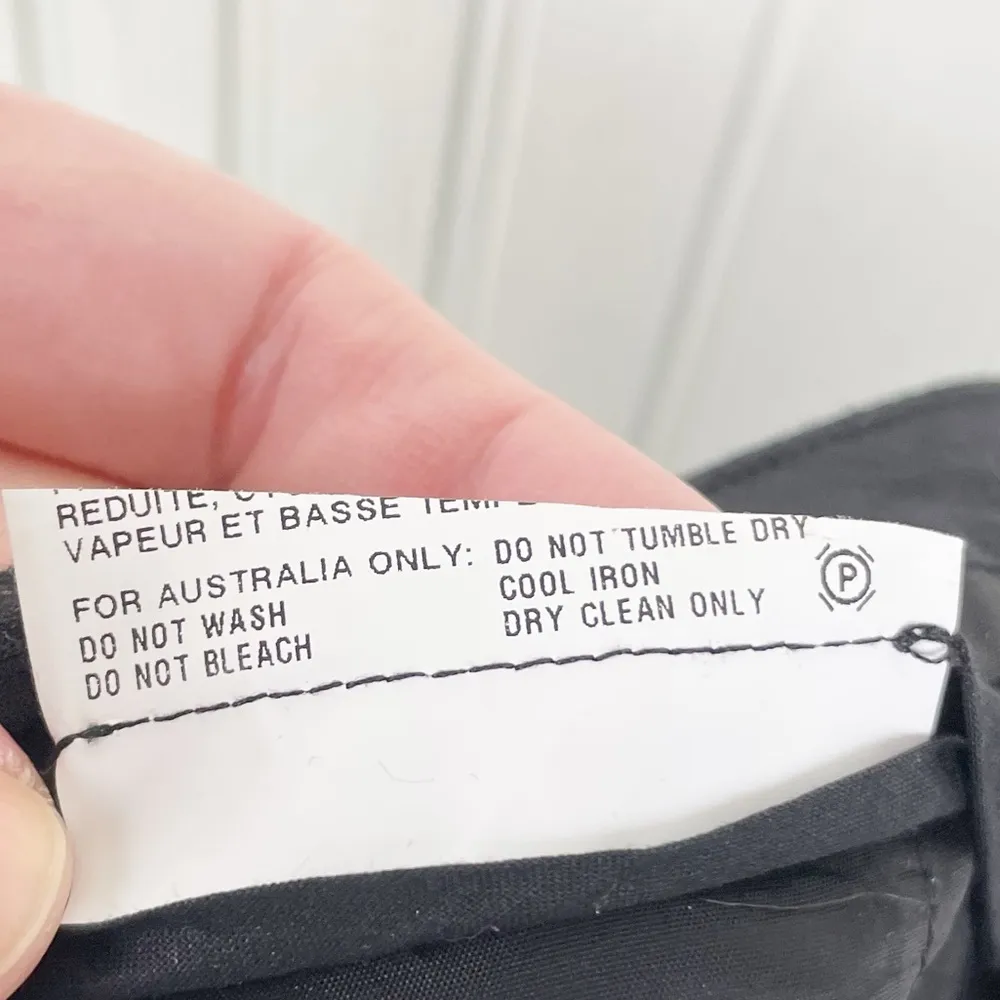 REDUITE,
VAPEUR ET BASSE
FOR AUSTRALIA ONLY:
DO NOT WASH
DO NOT BLEACH
DO NOT TUMBLE DRY
COOL IRON
DRY CLEAN ONLY
P